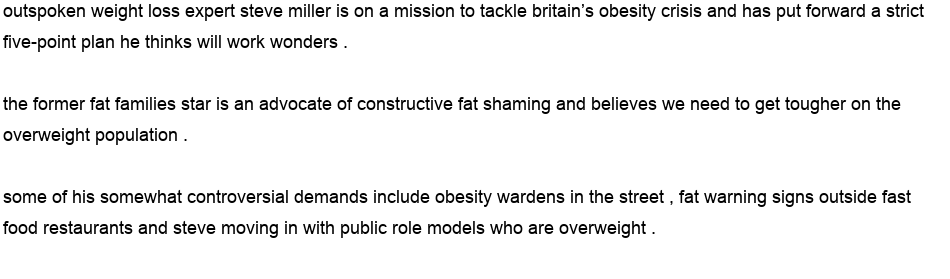 outspoken weight loss expert steve miller is on a mission to tackle britain’s obesity crisis and has put forward a strict
five-point plan he thinks will work wonders .
the former fat families star is an advocate of constructive fat shaming and believes we need to get tougher on the
overweight population .
some of his somewhat controversial demands include obesity wardens in the street , fat warning signs outside fast
food restaurants and steve moving in with public role models who are overweight .